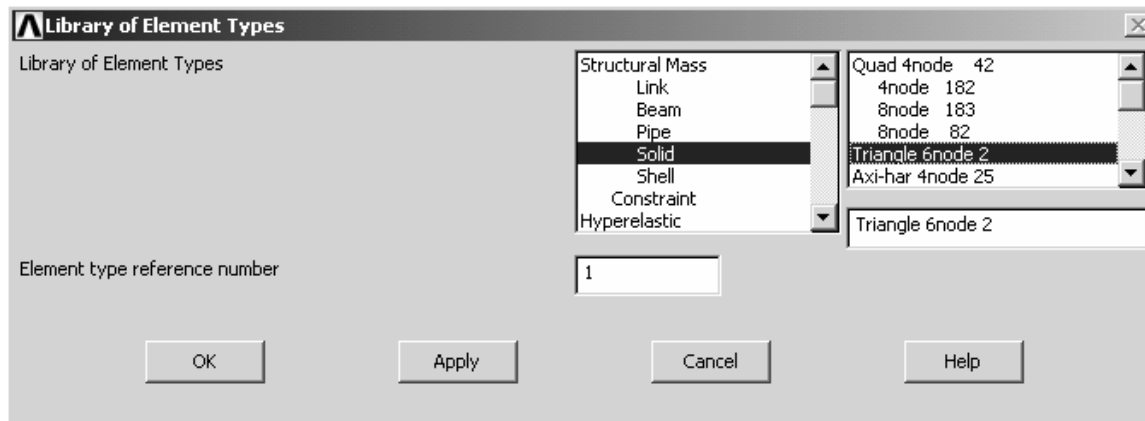 Library of Element Types
Library of Element Types
Structural Mass
Link
Beam
Pipe
Solid
Shell
Constraint
Hyperelastic
Quad 4node 42
4node 182
8node 183
8node 82
Triangle 6node 2
Axi-har 4node 25
Triangle 6node 2
Element type reference number
1
OK
Apply
Cancel
Help